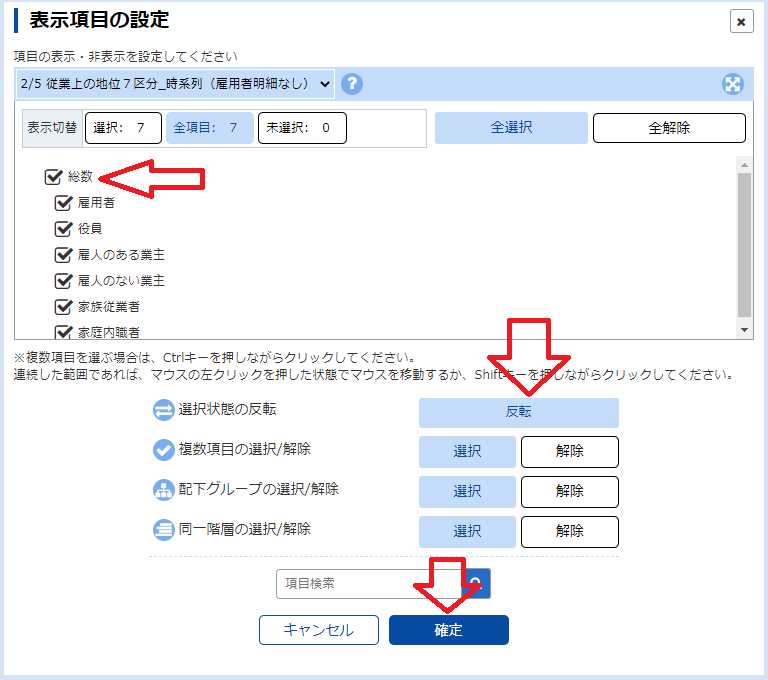 表示項目の設定
項目の表示・非表示を設定してください
2/5 従業上の地位７区分_時系列（雇用者明細なし）
?
表示切替 選択： 7 全項目： 7 未選択： 0 全選択 全解除
総数
雇用者
役員
雇人のある業主
雇人のない業主
家族従業者
家庭内職者
※複数項目を選ぶ場合は、Ctrlキーを押しながらクリックしてください。
連続した範囲であれば、マウスの左クリックを押した状態でマウスを移動するか、Shiftキーを押しながらクリックしてください。
選択状態の反転 反転
複数項目の選択/解除 選択 解除
配下グループの選択/解除 選択 解除
同一階層の選択/解除 選択 解除
項目検索
キャンセル 確定